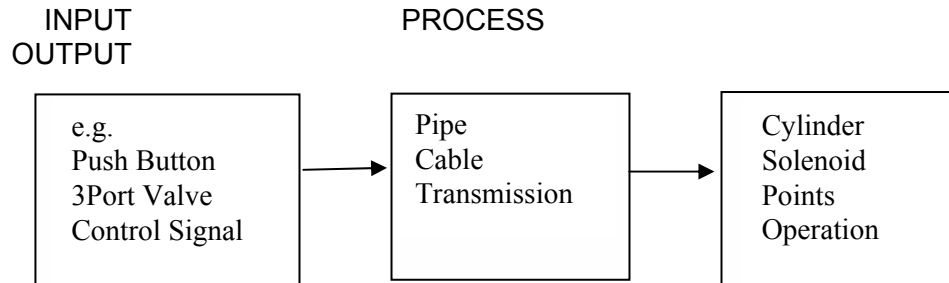 INPUT PROCESS
OUTPUT
e.g.
Push Button
3Port Valve
Control Signal
Pipe
Cable
Transmission
Cylinder
Solenoid
Points
Operation